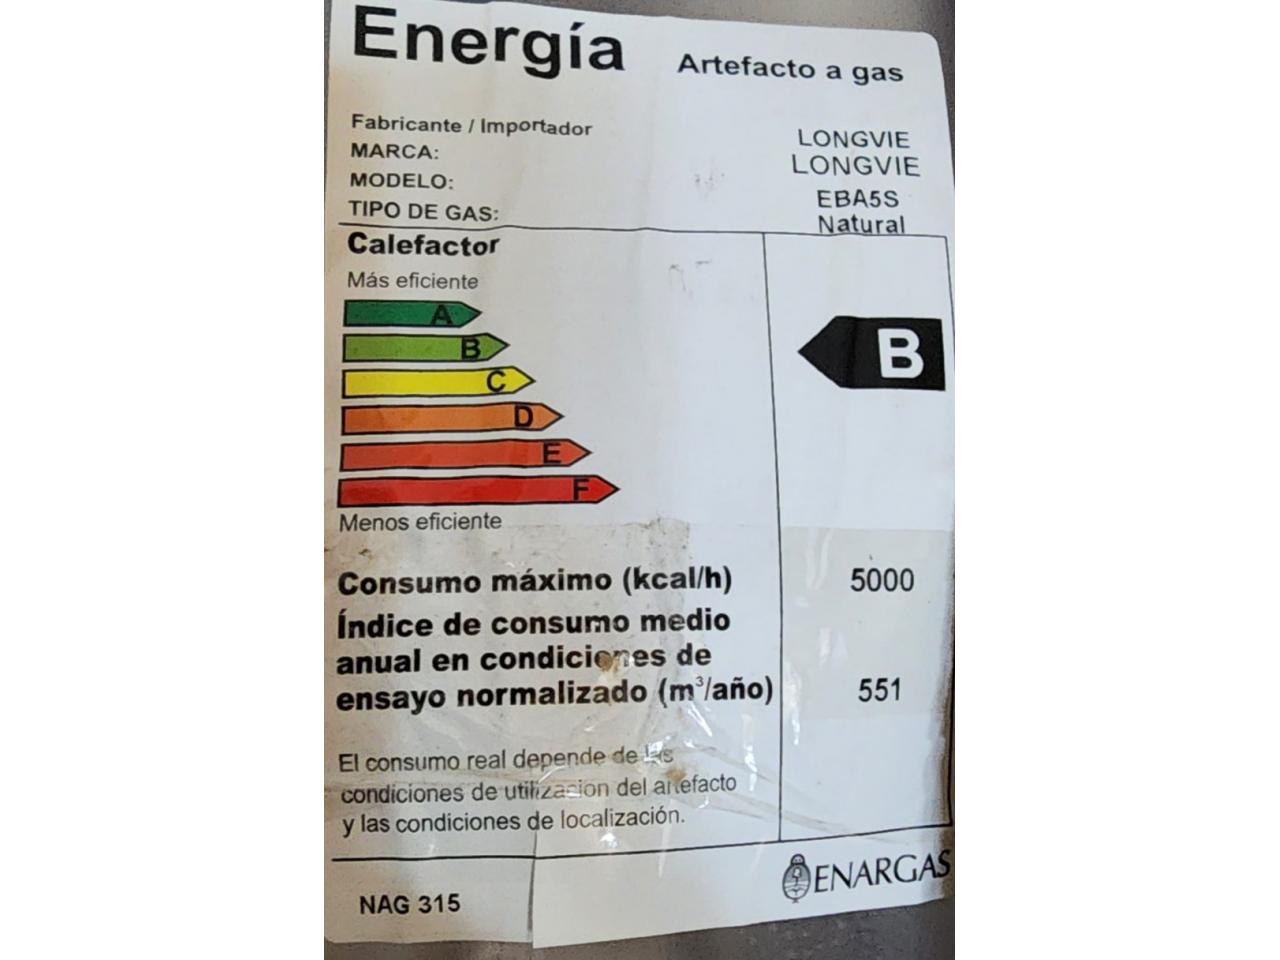 Energía
Artefacto a gas
Fabricante / Importador LONGVIE
MARCA: LONGVIE
MODELO: EBA5S
TIPO DE GAS: Natural
Calefactor
Más eficiente
A
B
B
C
D
E
F
Menos eficiente
Consumo máximo (kcal/h) 5000
Índice de consumo medio
anual en condiciones de
ensayo normalizado (m³/año) 551
El consumo real depende de las
condiciones de utilización del artefacto
y las condiciones de localización.
ENARGAS
NAG 315